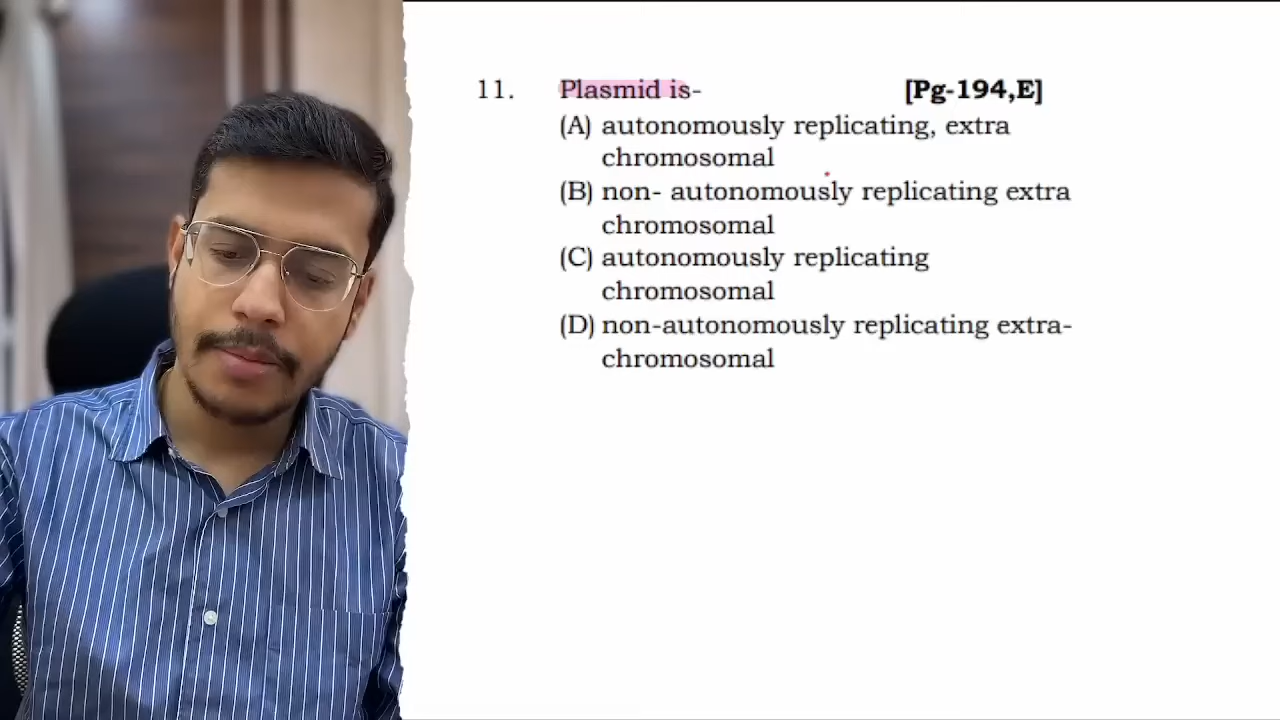 11. Plasmid is- [Pg-194,E]
(A) autonomously replicating, extra
chromosomal
(B) non- autonomously replicating extra
chromosomal
(C) autonomously replicating
chromosomal
(D) non-autonomously replicating extra-
chromosomal